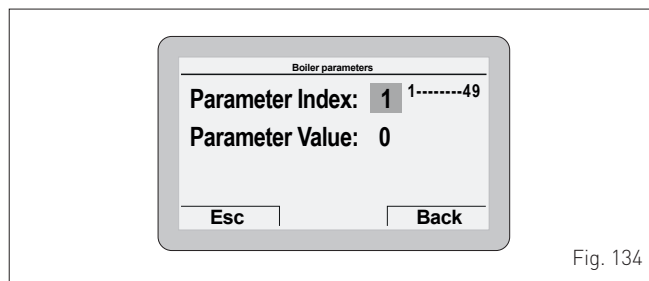 Boiler parameters
Parameter Index: 1 1--------49
Parameter Value: 0
Esc Back
Fig. 134